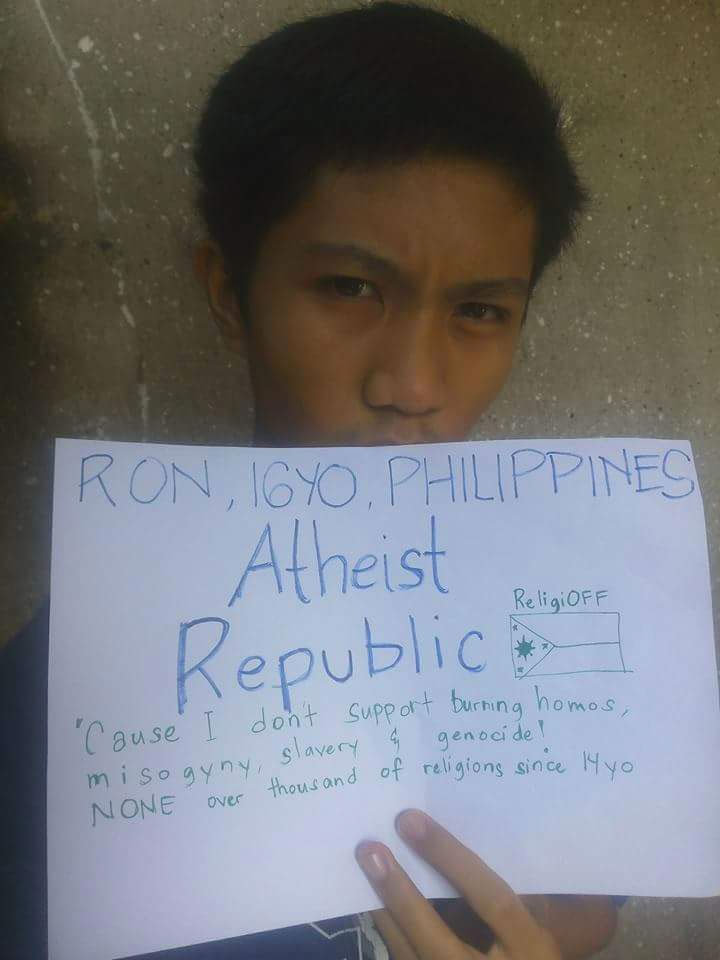 RON, 16YO, PHILIPPINES
Atheist
Republic
ReligiOFF
'Cause I don't support burning homos,
misogyny, slavery & genocide!
NONE over thousand of religions since 14yo